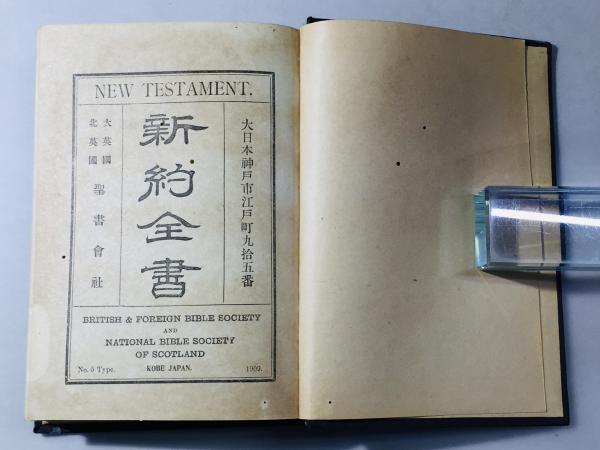 NEW TESTAMENT.
大日本神戸市江戸町九拾五番
新約全書
大英國
北英國
聖書會社
BRITISH & FOREIGN BIBLE SOCIETY
AND
NATIONAL BIBLE SOCIETY
OF SCOTLAND
No. 5 Type. KOBE JAPAN. 1909.